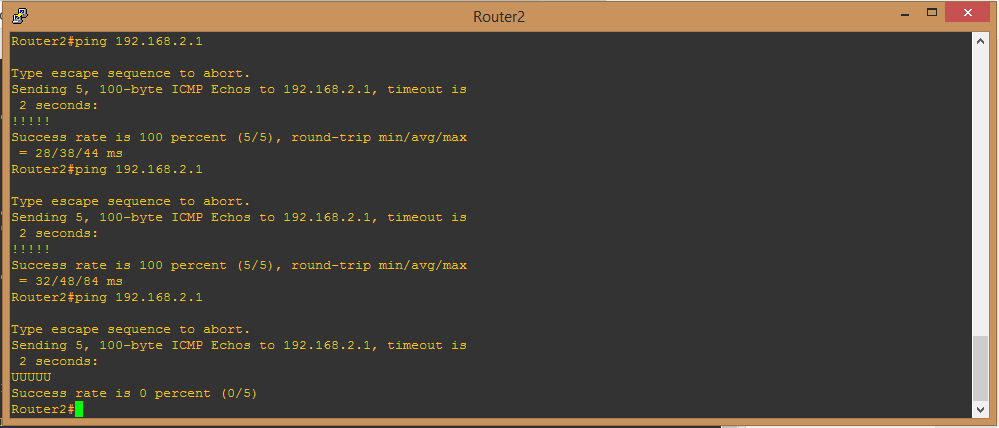 Router2
Router2#ping 192.168.2.1
Type escape sequence to abort.
Sending 5, 100-byte ICMP Echos to 192.168.2.1, timeout is
2 seconds:
!!!!!
Success rate is 100 percent (5/5), round-trip min/avg/max
= 28/38/44 ms
Router2#ping 192.168.2.1
Type escape sequence to abort.
Sending 5, 100-byte ICMP Echos to 192.168.2.1, timeout is
2 seconds:
!!!!!
Success rate is 100 percent (5/5), round-trip min/avg/max
= 32/48/84 ms
Router2#ping 192.168.2.1
Type escape sequence to abort.
Sending 5, 100-byte ICMP Echos to 192.168.2.1, timeout is
2 seconds:
UUUUU
Success rate is 0 percent (0/5)
Router2#